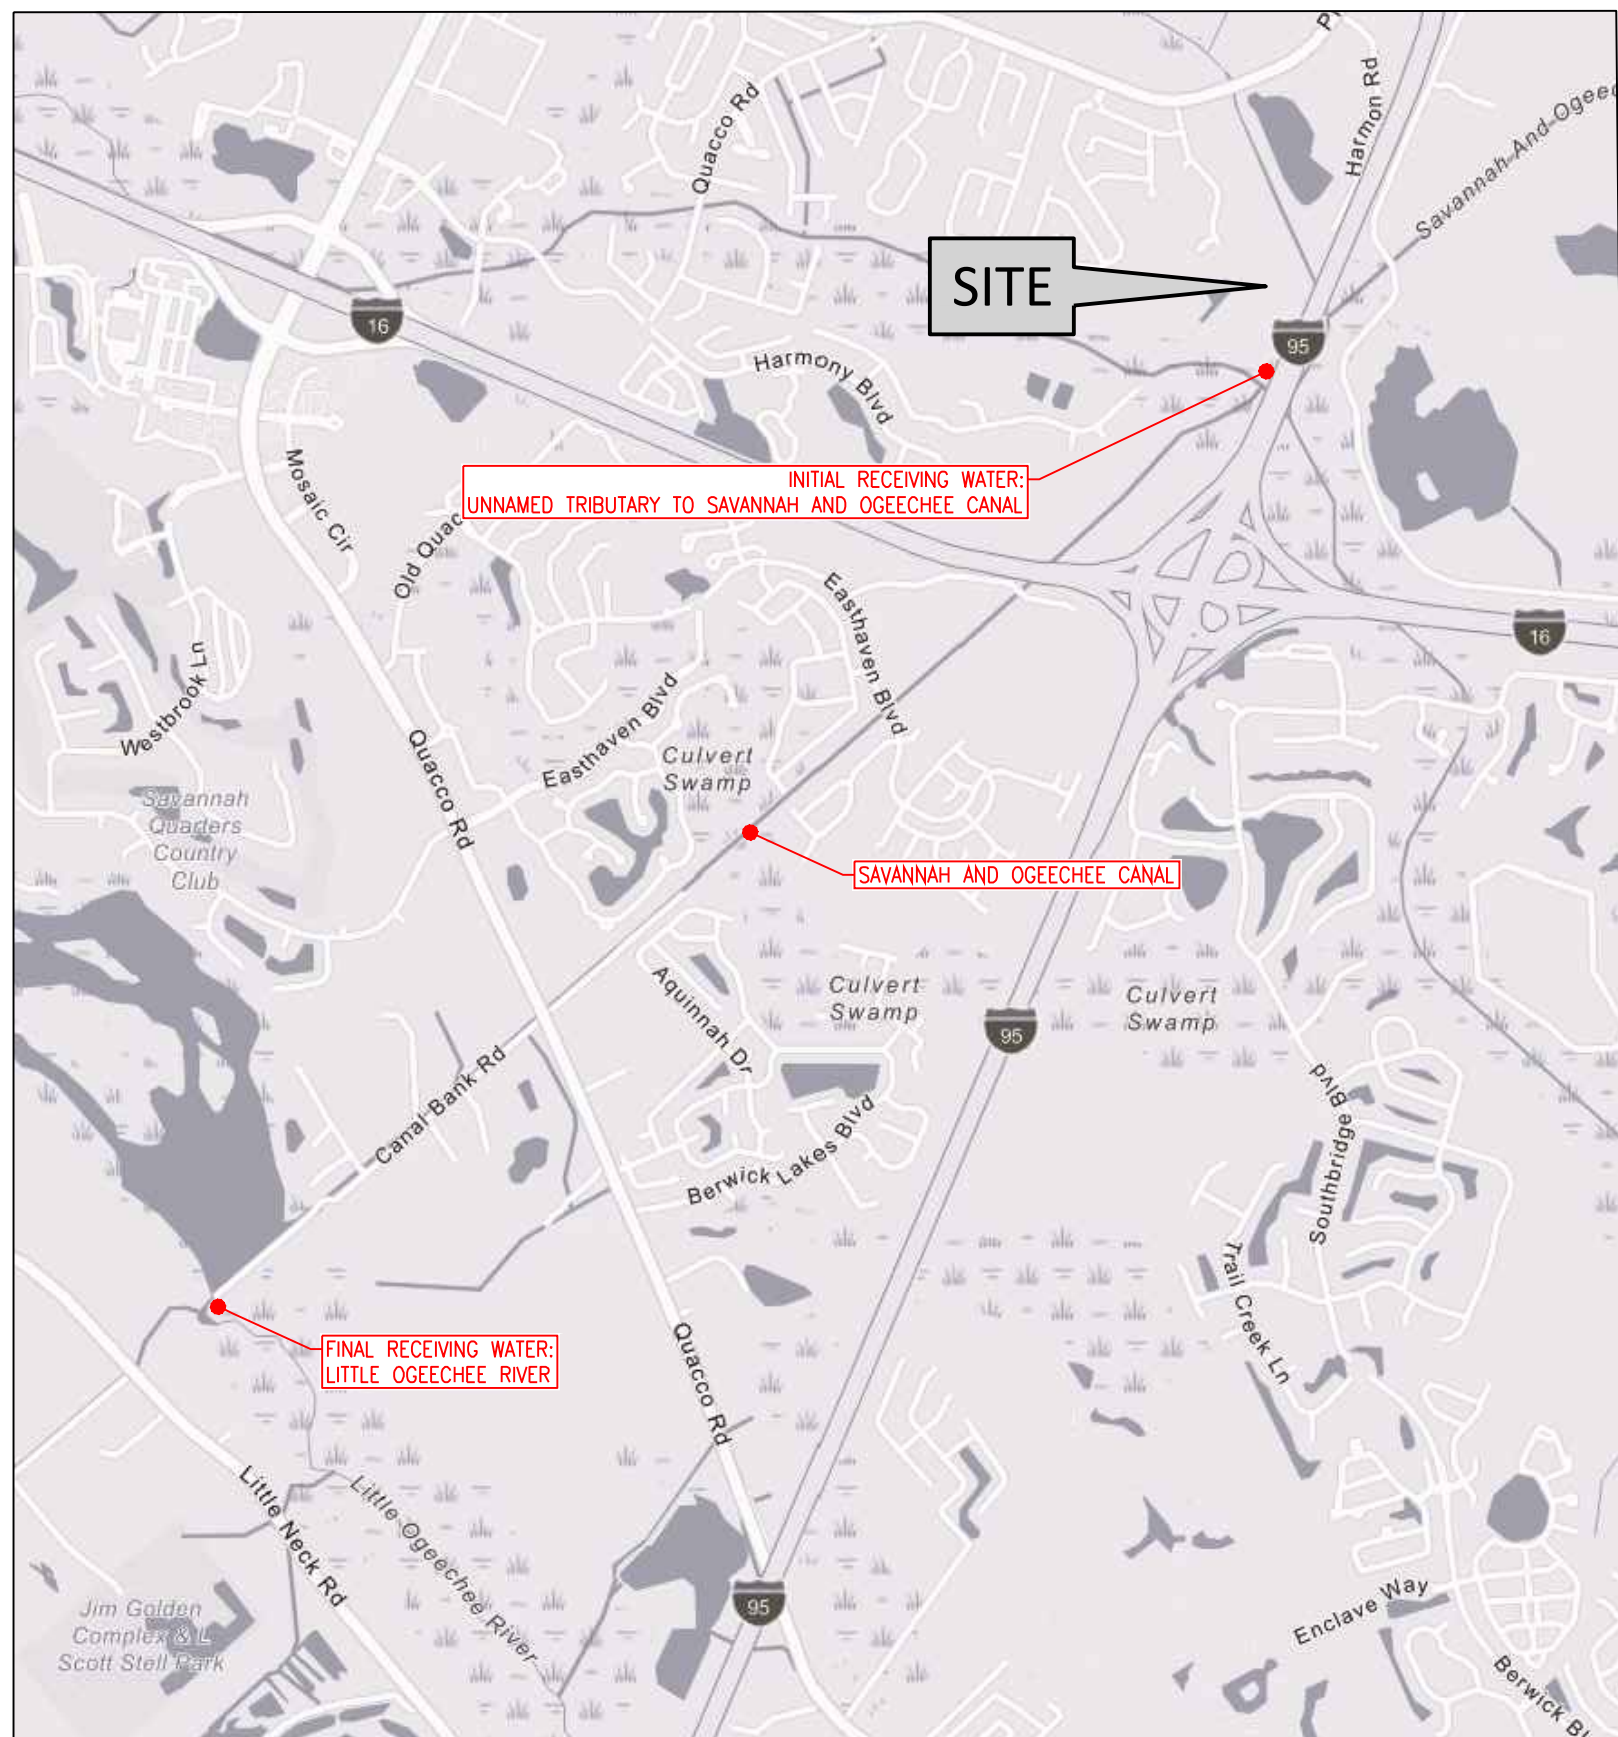 Harmon Rd
Savannah-And-Ogeec
Quacco Rd
SITE
16
95
Harmony Blvd
INITIAL RECEIVING WATER:
UNNAMED TRIBUTARY TO SAVANNAH AND OGEECHEE CANAL
Mosaic Cir
Old Quac
Easthaven Blvd
16
Westbrook Ln
Easthaven Blvd
Culvert
Swamp
Quacco Rd
Savannah
Quarters
Country
Club
SAVANNAH AND OGEECHEE CANAL
Aquinnah Dr
Culvert
Swamp
Culvert
Swamp
95
Canal Bank Rd
Southbridge Blvd
Berwick Lakes Blvd
Trail Creek Ln
FINAL RECEIVING WATER:
LITTLE OGEECHEE RIVER
Quacco Rd
Little Neck Rd
Little Ogeechee River
95
Jim Golden
Complex & L
Scott Stell Park
Enclave Way
Berwick Bl